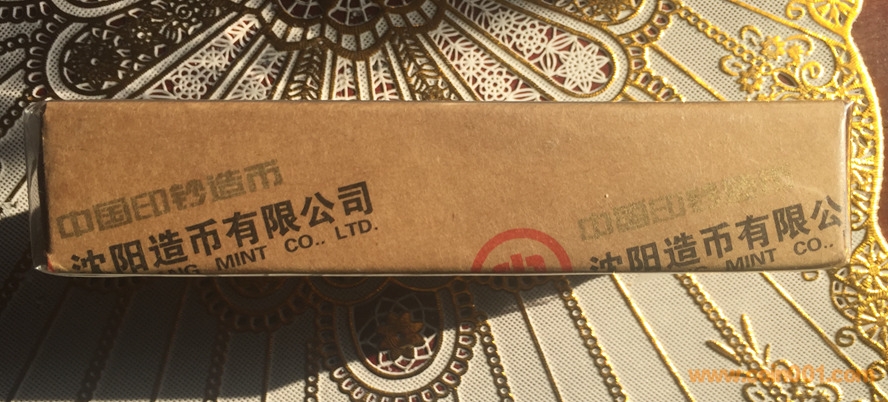 中国印钞造币
沈阳造币有限公司
NG MINT CO., LTD.
中国印钞造币
沈阳造币有限公
MINT CO.,